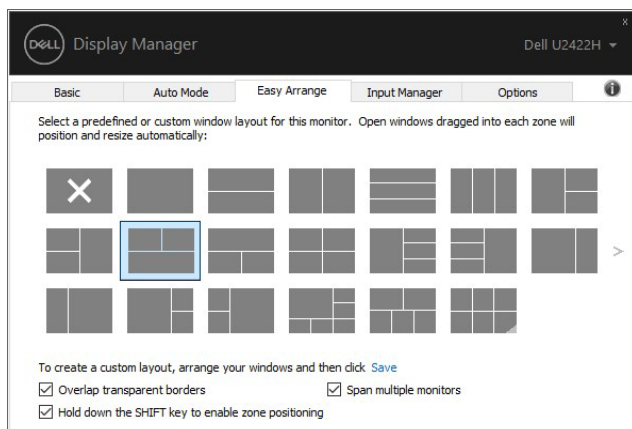 x
DELL Display Manager Dell U2422H
Basic Auto Mode Easy Arrange Input Manager Options i
Select a predefined or custom window layout for this monitor. Open windows dragged into each zone will
position and resize automatically:
>
To create a custom layout, arrange your windows and then click Save
Overlap transparent borders Span multiple monitors
Hold down the SHIFT key to enable zone positioning